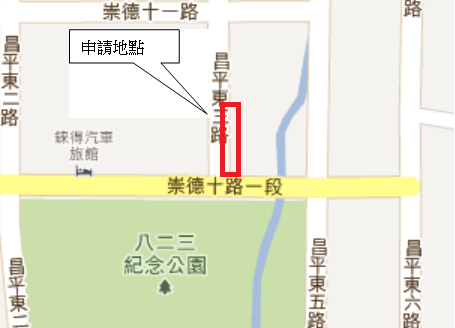 崇德十一路
路
昌平東二路
申請地點
昌平東三路
錸得汽車
旅館
崇德十路一段
八二三
紀念公園
昌平東二
昌平東五路
昌平東六路